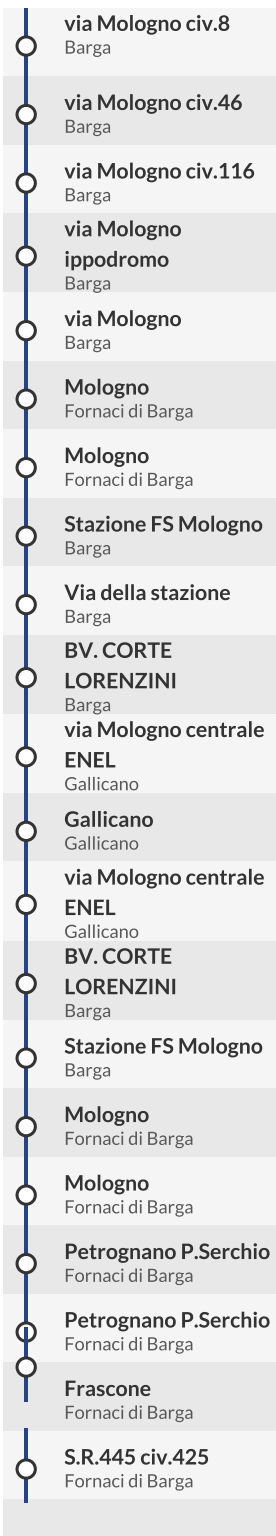 via Mologno civ.8
Barga
via Mologno civ.46
Barga
via Mologno civ.116
Barga
via Mologno
ippodromo
Barga
via Mologno
Barga
Mologno
Fornaci di Barga
Mologno
Fornaci di Barga
Stazione FS Mologno
Barga
Via della stazione
Barga
BV. CORTE
LORENZINI
Barga
via Mologno centrale
ENEL
Gallicano
Gallicano
Gallicano
via Mologno centrale
ENEL
Gallicano
BV. CORTE
LORENZINI
Barga
Stazione FS Mologno
Barga
Mologno
Fornaci di Barga
Mologno
Fornaci di Barga
Petrognano P.Serchio
Fornaci di Barga
Petrognano P.Serchio
Fornaci di Barga
Frascone
Fornaci di Barga
S.R.445 civ.425
Fornaci di Barga